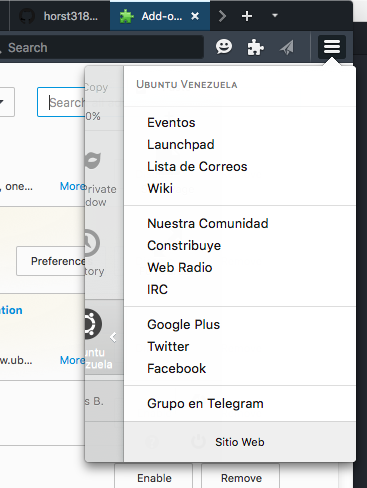 horst318...
Add-o...
Search
Ubuntu Venezuela
Copy
Search
0%
Eventos
Launchpad
Lista de Correos
Wiki
, one...
More
Private
dow
Nuestra Comunidad
Constribuye
Web Radio
IRC
Preference
tory
Google Plus
Twitter
Facebook
tion
untu
zuela
w.ub...
More
Grupo en Telegram
s B.
Sitio Web
Enable
Remove